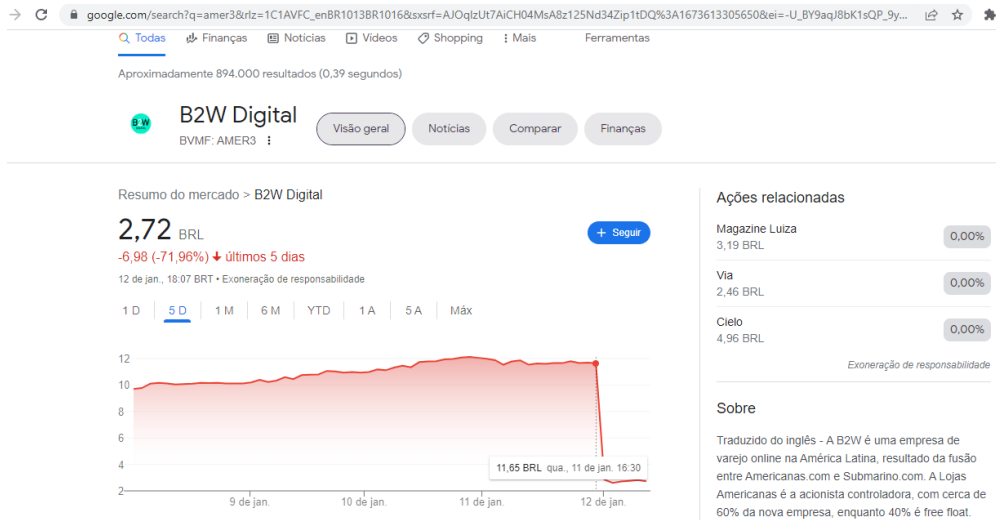 google.com/search?q=amer3&rlz=1C1AVFC_enBR1013BR1016&sxsrf=AJOqlzUt7AiCH04MsA8z125Nd34Zip1tDQ%3A1673613305650&ei=-U_BY9aqJ8bK1sQP_9y...
Todas Finanças Notícias Vídeos Shopping Mais Ferramentas
Aproximadamente 894.000 resultados (0,39 segundos)
B2W Digital
BVMF: AMER3
Visão geral Notícias Comparar Finanças
Resumo do mercado > B2W Digital
2,72 BRL
+ Seguir
-6,98 (-71,96%) últimos 5 dias
12 de jan., 18:07 BRT • Exoneração de responsabilidade
1 D 5 D 1 M 6 M YTD 1 A 5 A Máx
12
10
8
6
4
2
11,65 BRL qua., 11 de jan. 16:30
9 de jan. 10 de jan. 11 de jan. 12 de jan.
Ações relacionadas
Magazine Luiza
3,19 BRL
0,00%
Via
2,46 BRL
0,00%
Cielo
4,96 BRL
0,00%
Exoneração de responsabilidade
Sobre
Traduzido do inglês - A B2W é uma empresa de
varejo online na América Latina, resultado da fusão
entre Americanas.com e Submarino.com. A Lojas
Americanas é a acionista controladora, com cerca de
60% da nova empresa, enquanto 40% é free float.